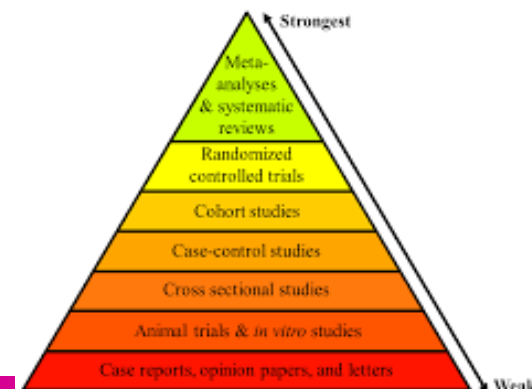 Strongest
Meta-
analyses
& systematic
reviews
Randomized
controlled trials
Cohort studies
Case-control studies
Cross sectional studies
Animal trials & in vitro studies
Case reports, opinion papers, and letters